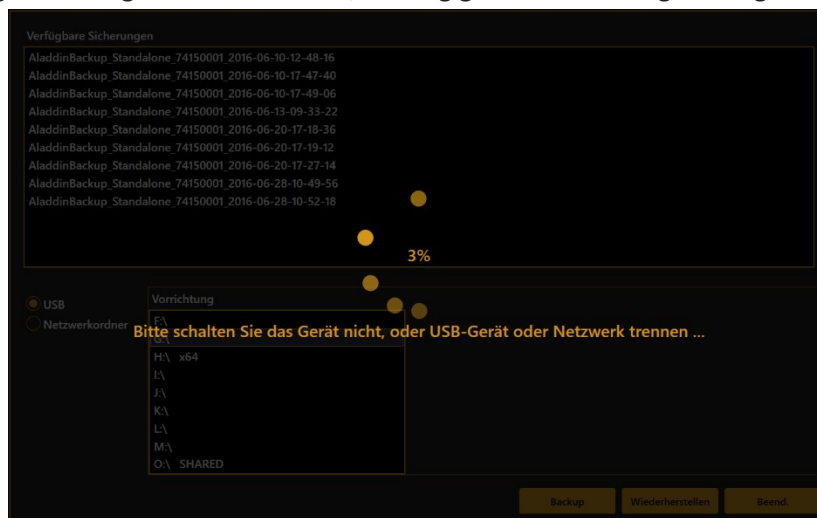 Verfügbare Sicherungen
AladdinBackup_Standalone_74150001_2016-06-10-12-48-16
AladdinBackup_Standalone_74150001_2016-06-10-17-47-40
AladdinBackup_Standalone_74150001_2016-06-10-17-49-06
AladdinBackup_Standalone_74150001_2016-06-13-09-33-22
AladdinBackup_Standalone_74150001_2016-06-20-17-18-36
AladdinBackup_Standalone_74150001_2016-06-20-17-19-12
AladdinBackup_Standalone_74150001_2016-06-20-17-27-14
AladdinBackup_Standalone_74150001_2016-06-28-10-49-56
AladdinBackup_Standalone_74150001_2016-06-28-10-52-18
3%
USB
Netzwerkordner
Vorrichtung
F:\
Bitte schalten Sie das Gerät nicht, oder USB-Gerät oder Netzwerk trennen ...
G:\
H:\ x64
I:\
J:\
K:\
L:\
M:\
O:\ SHARED
Backup Wiederherstellen Beend.